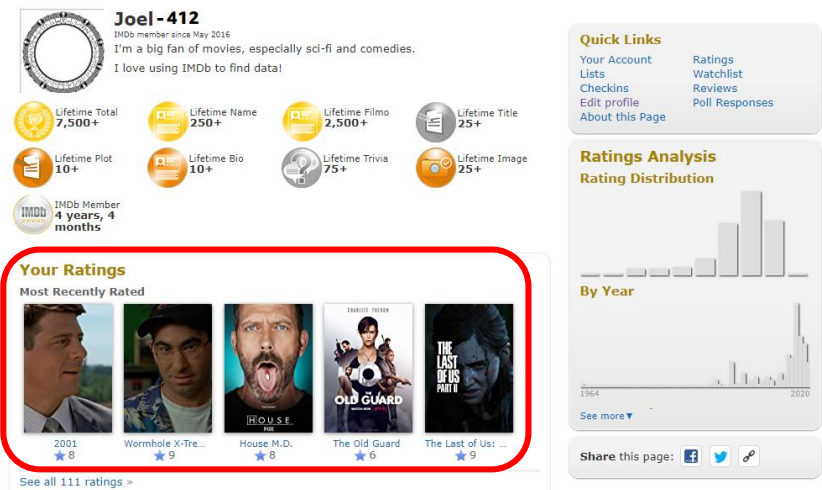 Joel-412
IMDb member since May 2016
I'm a big fan of movies, especially sci-fi and comedies.
I love using IMDb to find data!
Lifetime Total
7,500+
Lifetime Name
250+
Lifetime Filmo
2,500+
Lifetime Title
25+
Lifetime Plot
10+
Lifetime Bio
10+
Lifetime Trivia
75+
Lifetime Image
25+
IMDb
IMDb Member
4 years, 4
months
Your Ratings
Most Recently Rated
HOUSE
FOX
CHARLIZE THERON
THE
OLD GUARD
THE
LAST
OF US
PART II
2001
8
Wormhole X-Tre...
9
House M.D.
8
The Old Guard
6
The Last of Us: ...
9
See all 111 ratings »
Quick Links
Your Account
Ratings
Lists
Watchlist
Checkins
Reviews
Edit profile
Poll Responses
About this Page
Ratings Analysis
Rating Distribution
By Year
1964
2020
See more▼
Share this page: